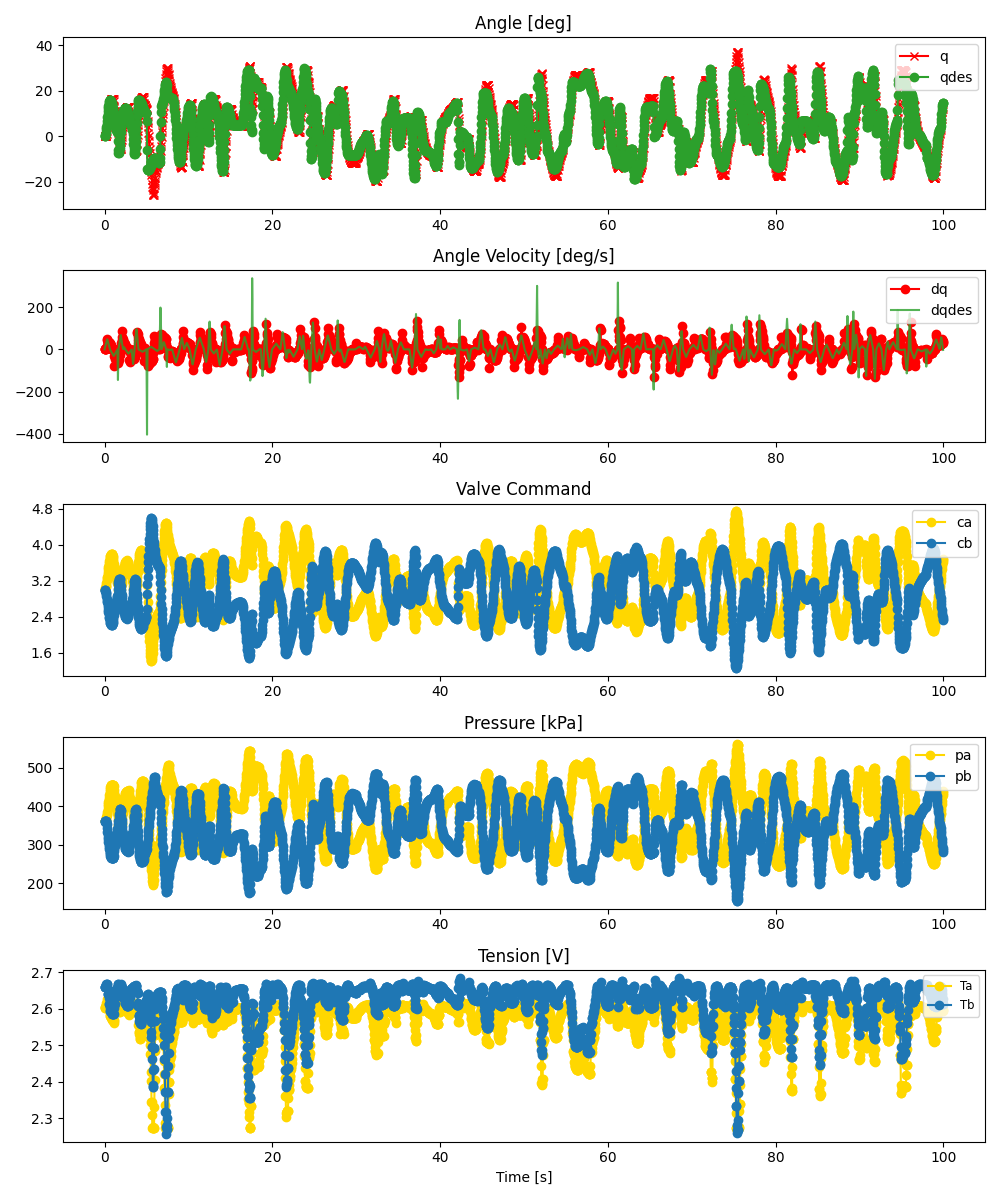 Angle [deg]
40
20
0
−20
q
qdes
0 20 40 60 80 100
Angle Velocity [deg/s]
200
0
−200
−400
dq
dqdes
0 20 40 60 80 100
Valve Command
4.8
4.0
3.2
2.4
1.6
ca
cb
0 20 40 60 80 100
Pressure [kPa]
500
400
300
200
pa
pb
0 20 40 60 80 100
Tension [V]
2.7
2.6
2.5
2.4
2.3
Ta
Tb
0 20 40 60 80 100
Time [s]